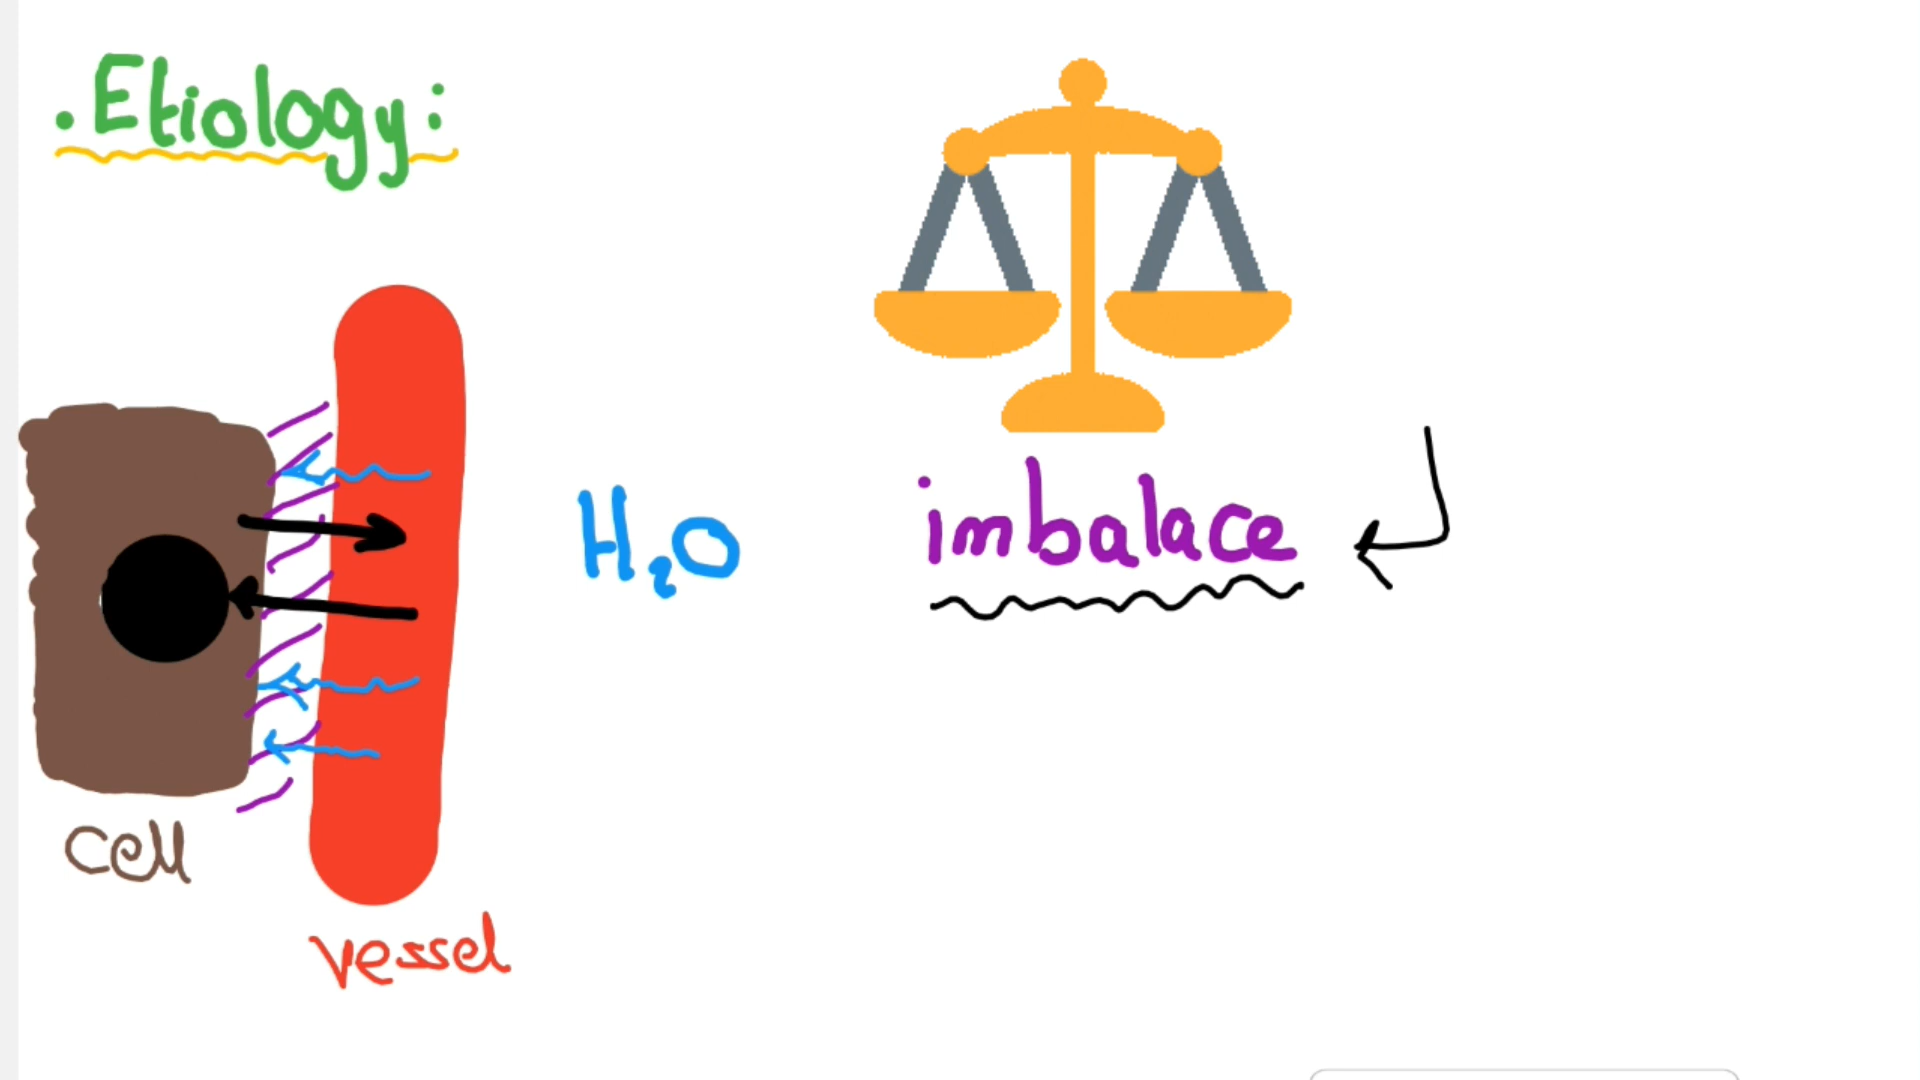 . Etiology:
H₂O
imbalace
cell
vessel